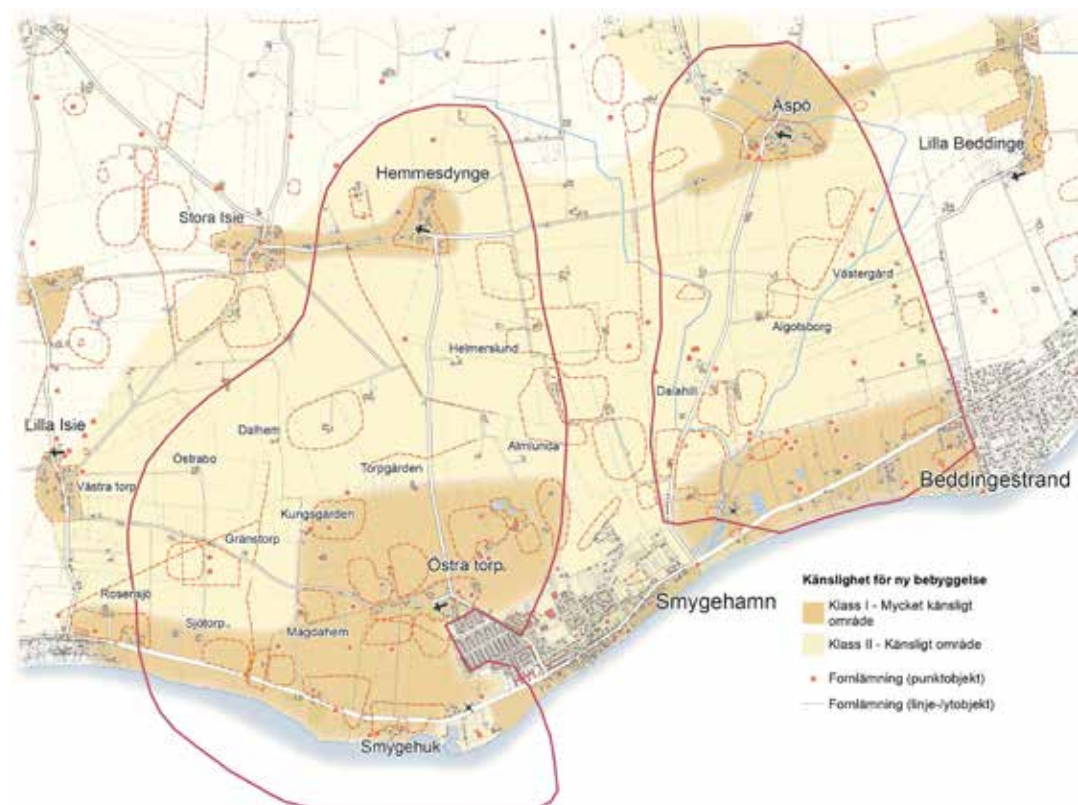 Äspö
Lilla Beddinge
Hemmesdynge
Stora Isie
Västergård
Algotsborg
Helmerslund
Dalahill
Lilla Isie
Dalhem
Almlunda
Östrabo
Torpgården
Västra torp
Beddingestrand
Kungsgården
Gränstorp
Östra torp
Känslighet för ny bebyggelse
Klass I - Mycket känsligt
område
Klass II - Känsligt område
Fornlämning (punktobjekt)
Fornlämning (linje-/ytobjekt)
Smygehamn
Rosensjö
Sjötorp
Magdahem
Smygehuk